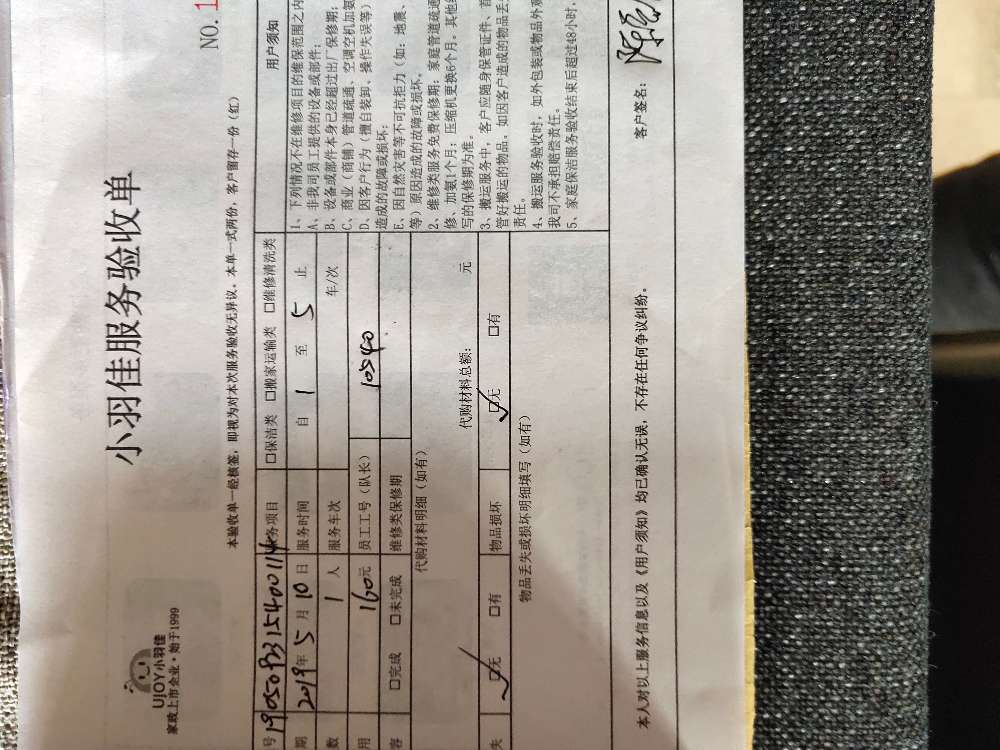 UJOY小羽佳
家政上市企业·始于1999
小羽佳服务验收单
NO.1
本验收单一经核签，即视为对本次服务验收无异议。本单一式两份，客户留存一份（红）
号 190509B315400114 务项目 □保洁类 □搬家运输类 □维修清洗类
期 2019年5月10日 服务时间 自 1 至 5 止
数 1 人 服务车次 车/次
用 160元 员工工号（队长） 10540
容 □完成 □未完成 维修类保修期
代购材料明细（如有）
代购材料总额： 元
失 ☑无 □有 物品损坏 ☑无 □有
物品丢失或损坏明细填写（如有）
用户须知
1、下列情况不在维修项目的维保范围之内
A、非我司员工提供的设备或部件；
B、设备或部件本身已经超过出厂保修期；
C、商业（商铺）管道疏通、空调空机加氨
D、因客户行为（擅自装卸、操作失误等）
造成的故障或损坏；
E、因自然灾害等不可抗拒力（如：地震、
等）原因造成的故障或损坏。
2、维修类服务免费保修期：家庭管道疏通
修、加氨1个月；压缩机更换6个月。其他
写的保修期为准。
3、搬运服务中，客户应随身保管证件、首
管好搬运的物品。如因客户造成的物品丢
责任。
4、搬运服务验收时，如外包装或物品外观
我司不承担赔偿责任。
5、家庭保洁服务验收结束后超过48小时，
本人对以上服务信息以及《用户须知》均已确认无误，不存在任何争议纠纷。
客户签名：